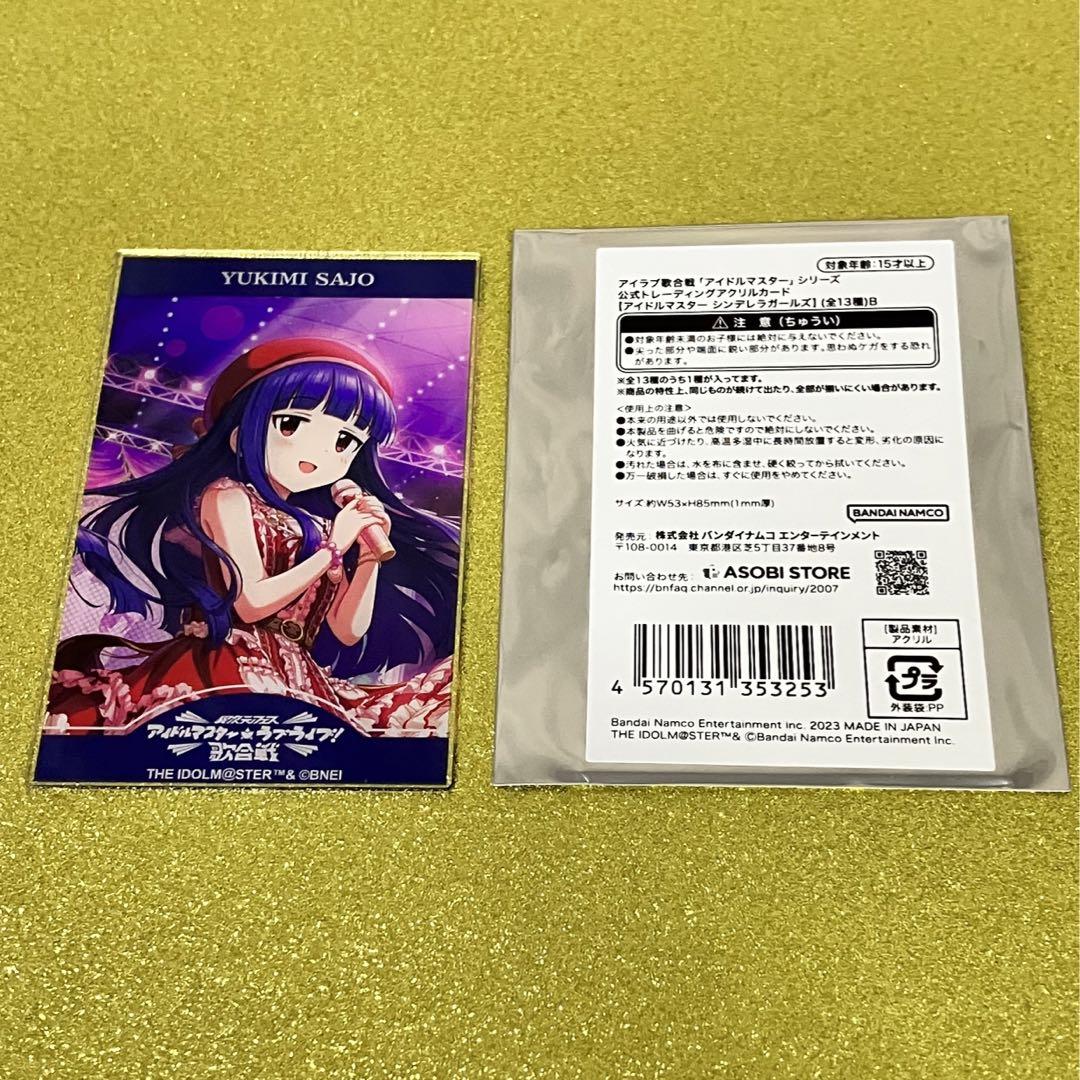 YUKIMI SAJO
異次元フェス
アイドルマスター★ラブライブ!
歌合戦
THE IDOLM@STER™& ©BNEI
対象年齢:15才以上
アイラブ歌合戦「アイドルマスター」シリーズ
公式トレーディングアクリルカード
【アイドルマスター シンデレラガールズ】(全13種)B
⚠注 意(ちゅうい)
●対象年齢未満のお子様には絶対に与えないでください。
●尖った部分や端面に鋭い部分があります。思わぬケガをする恐れ
があります。
※全13種のうち1種が入ってます。
※商品の特性上、同じものが続けて出たり、全部が揃いにくい場合があります。
<使用上の注意>
●本来の用途以外では使用しないでください。
●本製品を曲げると危険ですので絶対にしないでください。
●火気に近づけたり、高温多湿中に長時間放置すると変形、劣化の原因に
なります。
●汚れた場合は、水を布に含ませ、硬く絞ってから拭いてください。
●万一破損した場合は、すぐに使用をやめてください。
サイズ:約W53×H85mm(1mm厚)
BANDAI NAMCO
発売元:株式会社 バンダイナムコ エンターテインメント
〒108-0014 東京都港区芝5丁目37番地8号
お問い合わせ先: ASOBI STORE
https://bnfaq.channel.or.jp/inquiry/2007
[製品素材]
アクリル
プラ
外装袋:PP
4 570131 353253
Bandai Namco Entertainment Inc. 2023 MADE IN JAPAN
THE IDOLM@STER™& ©Bandai Namco Entertainment Inc.